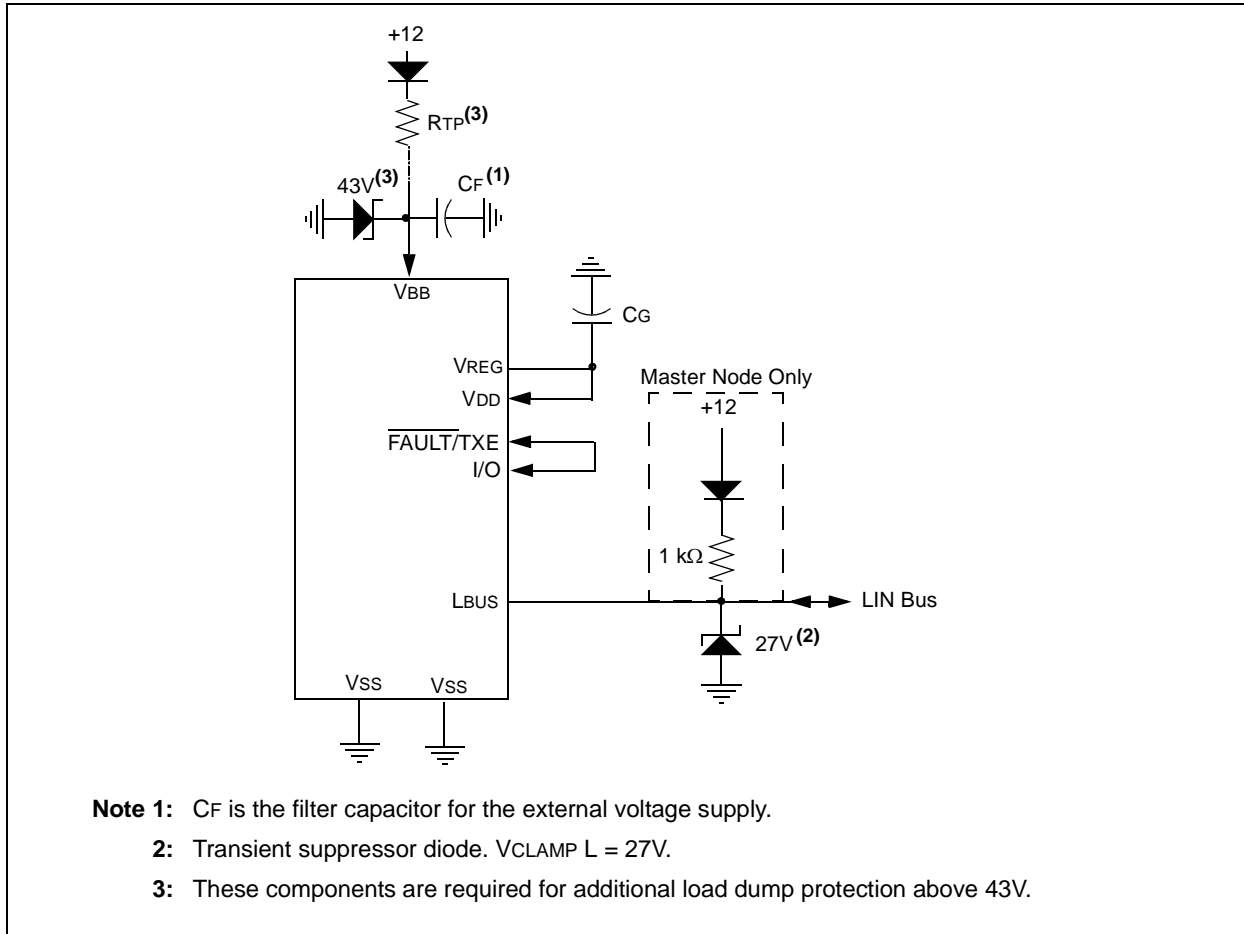 +12
RTP(3)
43V(3)
CF(1)
VBB
CG
VREG
Master Node Only
VDD
+12
FAULT/TXE
I/O
1 kΩ
LBUS
LIN Bus
27V(2)
VSS VSS
Note 1: CF is the filter capacitor for the external voltage supply.
2: Transient suppressor diode. VCLAMP L = 27V.
3: These components are required for additional load dump protection above 43V.